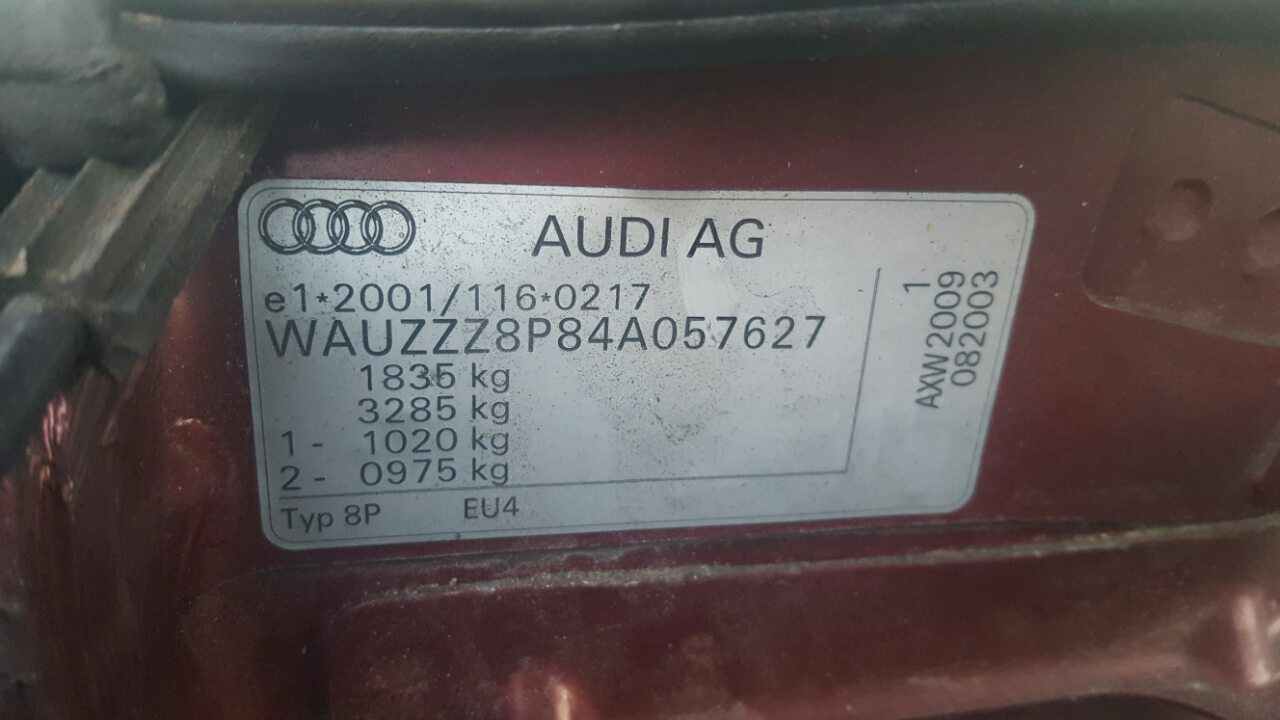 AUDI AG
e1*2001/116*0217
WAUZZZ8P84A057627
1835 kg
3285 kg
1 - 1020 kg
2 - 0975 kg
Typ 8P EU4
1
AXW2009
082003